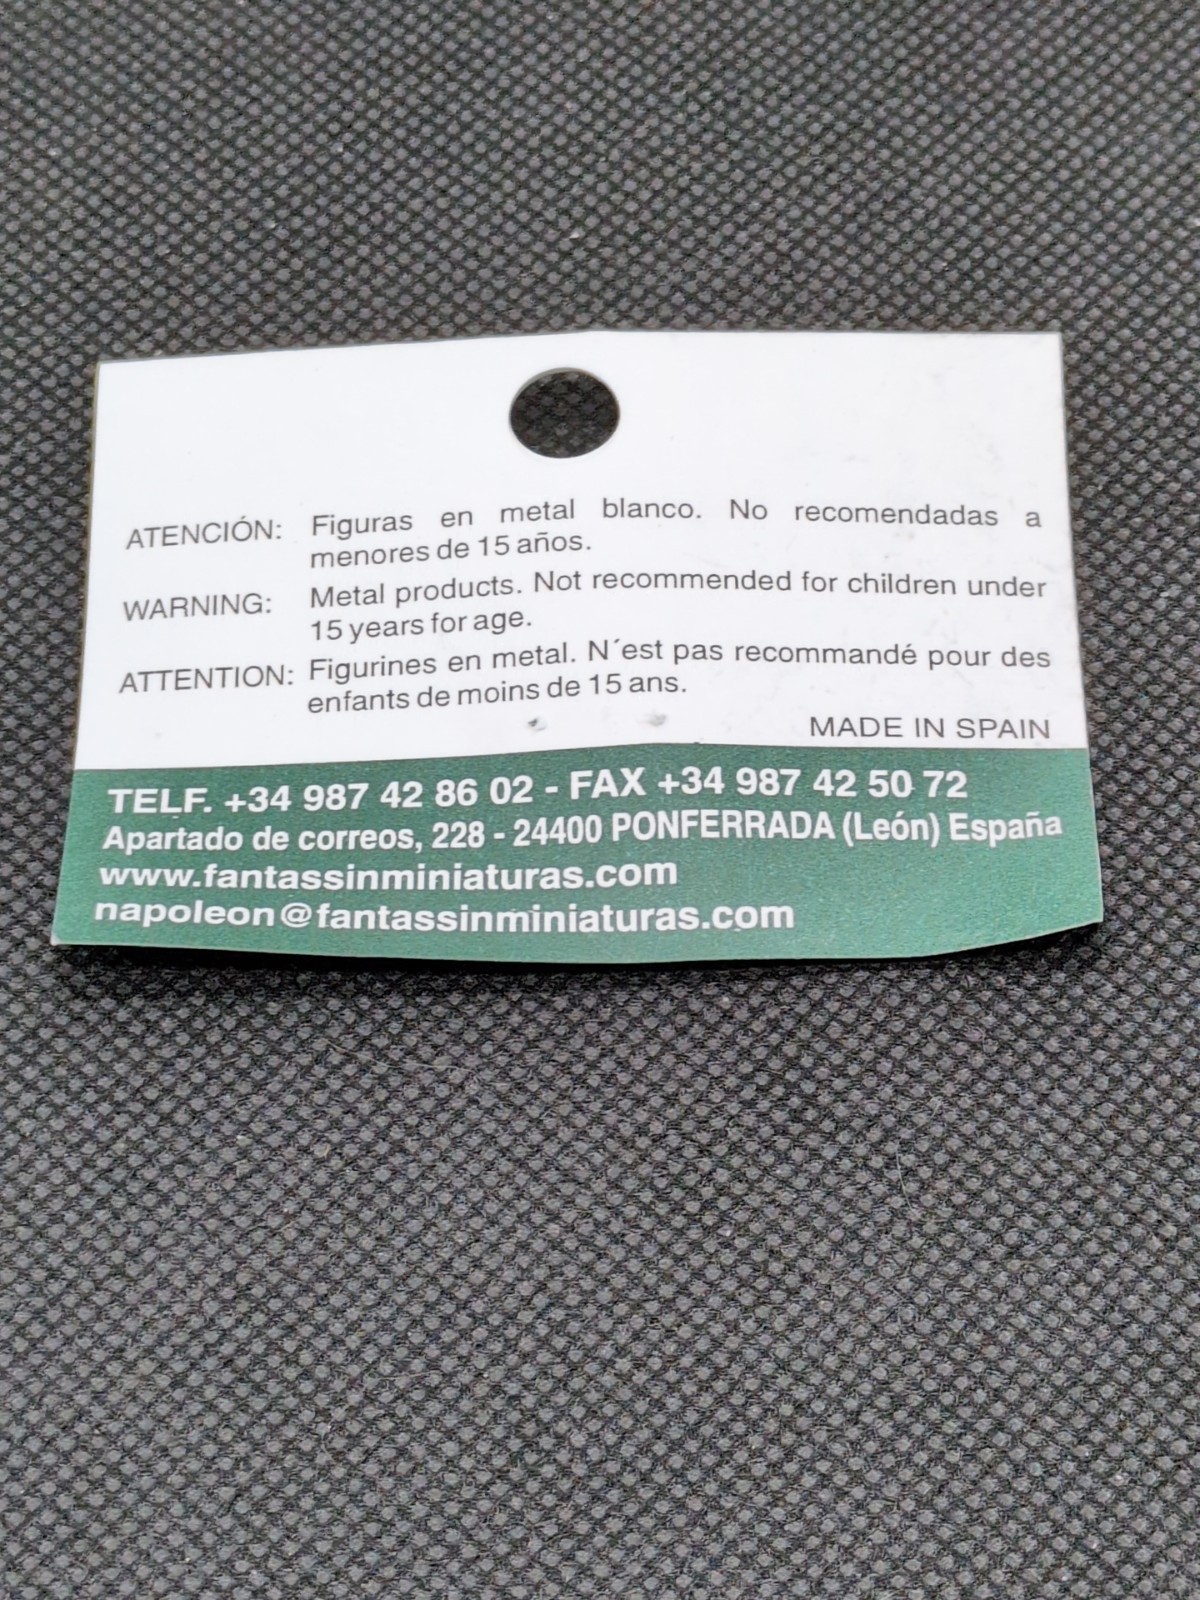 ATENCIÓN: Figuras en metal blanco. No recomendadas a
menores de 15 años.
WARNING: Metal products. Not recommended for children under
15 years for age.
ATTENTION: Figurines en metal. N´est pas recommandé pour des
enfants de moins de 15 ans.
MADE IN SPAIN
TELF. +34 987 42 86 02 - FAX +34 987 42 50 72
Apartado de correos, 228 - 24400 PONFERRADA (León) España
www.fantassinminiaturas.com
napoleon@fantassinminiaturas.com